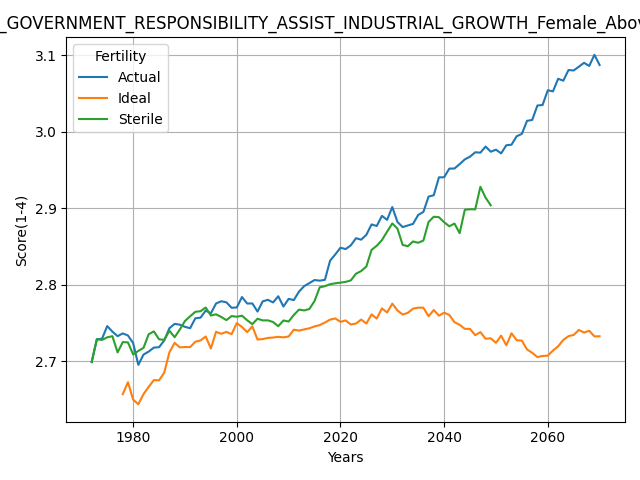 _GOVERNMENT_RESPONSIBILITY_ASSIST_INDUSTRIAL_GROWTH_Female_Abov
Fertility
Actual
Ideal
Sterile
3.1
3.0
2.9
2.8
2.7
Score(1-4)
1980 2000 2020 2040 2060
Years